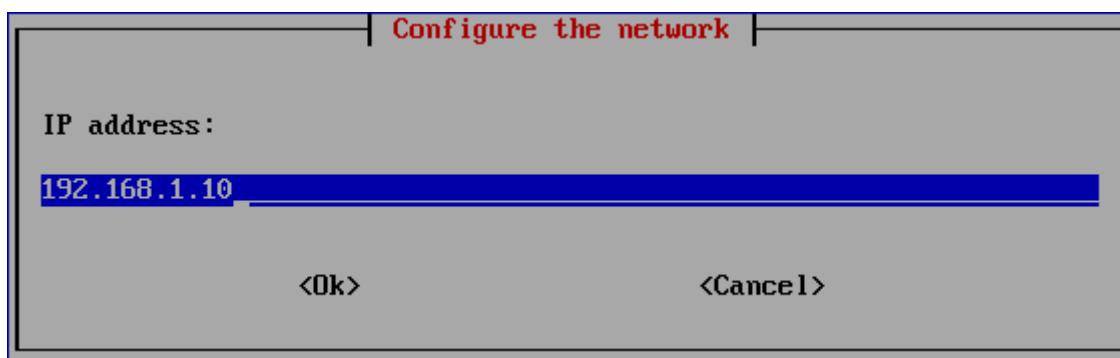 Configure the network
IP address:
192.168.1.10
<Ok> <Cancel>